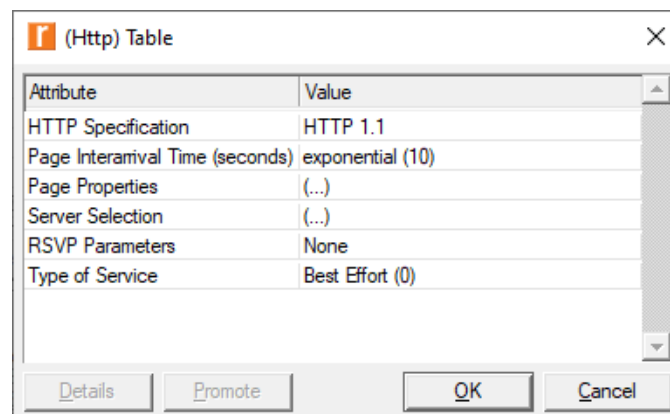 r (Http) Table
Attribute Value
HTTP Specification HTTP 1.1
Page Interarrival Time (seconds) exponential (10)
Page Properties (...)
Server Selection (...)
RSVP Parameters None
Type of Service Best Effort (0)
Details Promote OK Cancel